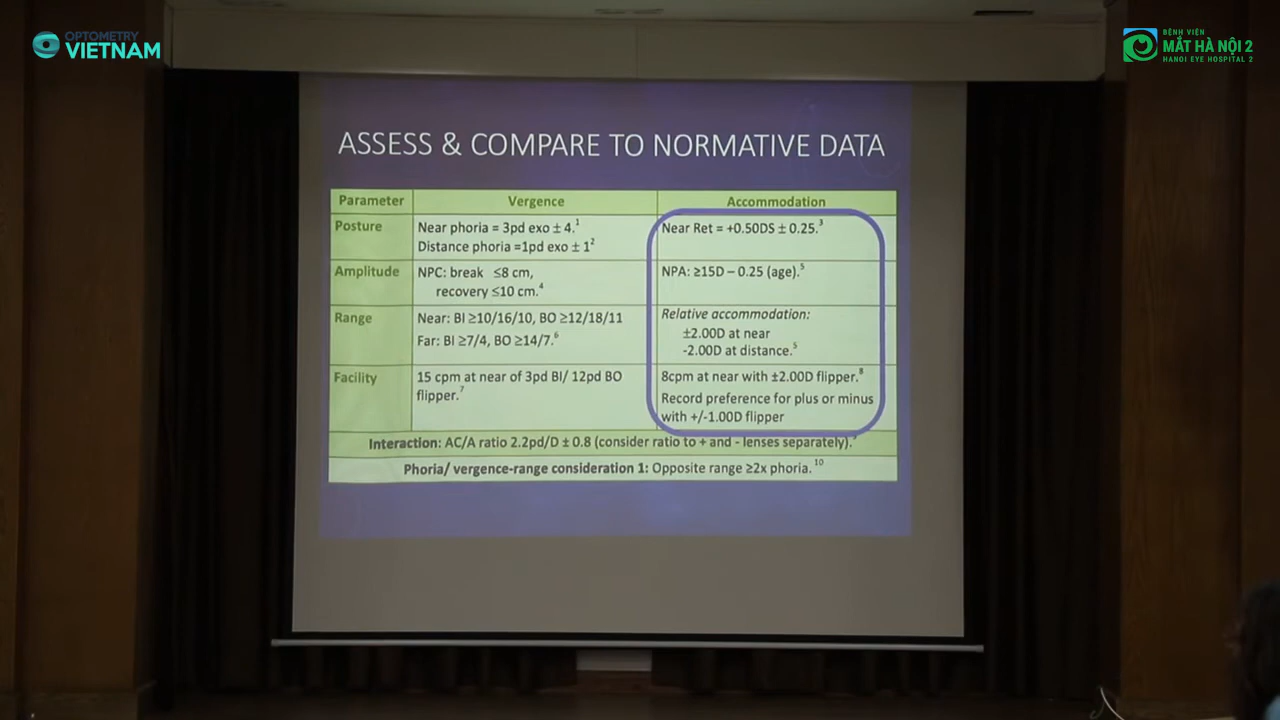 OPTOMETRY
VIETNAM
BỆNH VIỆN
MẮT HÀ NỘI 2
HANOI EYE HOSPITAL 2
ASSESS & COMPARE TO NORMATIVE DATA
Parameter Vergence Accommodation
Posture Near phoria = 3pd exo ± 4.¹ Near Ret = +0.50DS ± 0.25.³
Distance phoria =1pd exo ± 1²
Amplitude NPC: break ≤8 cm, NPA: ≥15D – 0.25 (age).⁵
recovery ≤10 cm.⁴
Range Near: BI ≥10/16/10, BO ≥12/18/11 Relative accommodation:
±2.00D at near
Far: BI ≥7/4, BO ≥14/7.⁶ -2.00D at distance.⁵
Facility 15 cpm at near of 3pd BI/ 12pd BO 8cpm at near with ±2.00D flipper.⁸
flipper.⁷ Record preference for plus or minus
with +/-1.00D flipper
Interaction: AC/A ratio 2.2pd/D ± 0.8 (consider ratio to + and - lenses separately).
Phoria/ vergence-range consideration 1: Opposite range ≥2x phoria.¹⁰